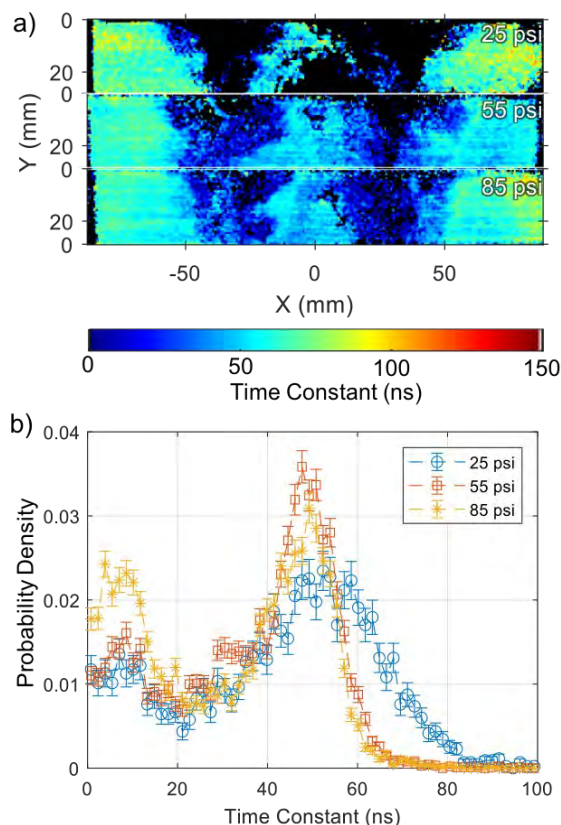 a)
25 psi
55 psi
85 psi
0
20
0
20
0
20
0
Y (mm)
-50 0 50
X (mm)
0 50 100 150
Time Constant (ns)
b)
0.04
0.03
0.02
0.01
0
Probability Density
25 psi
55 psi
85 psi
0 20 40 60 80 100
Time Constant (ns)